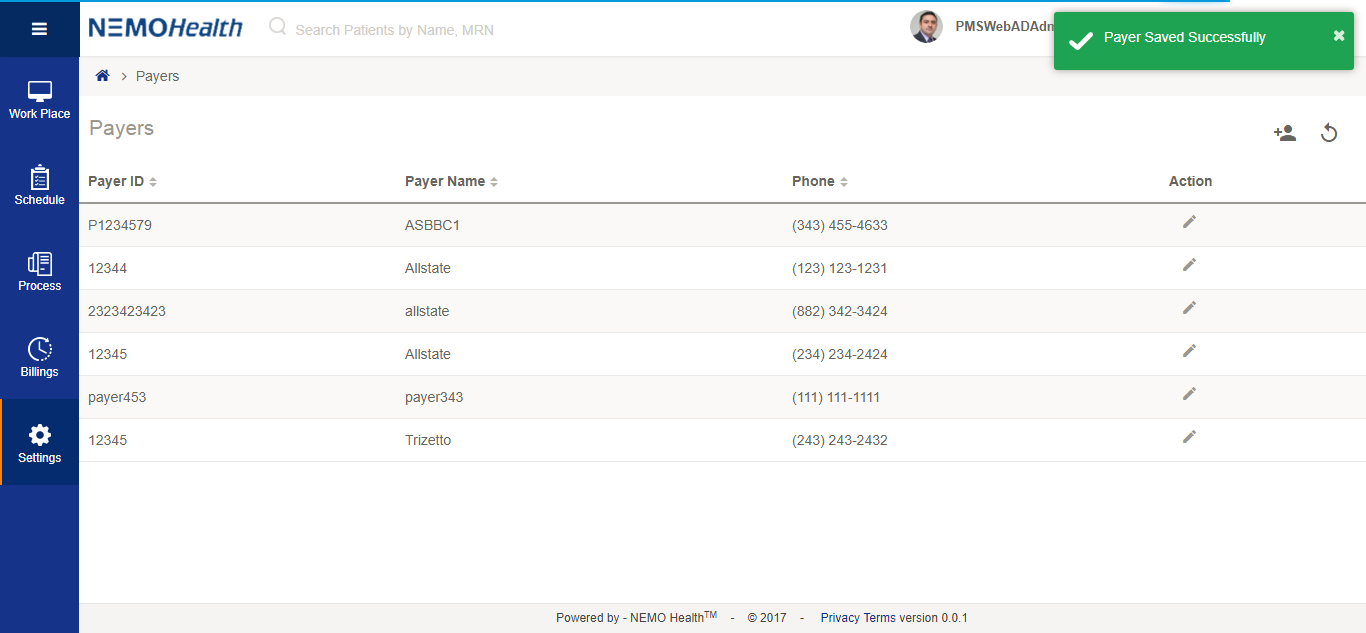 NEMOHealth
Search Patients by Name, MRN
PMSWebADAdm
Payer Saved Successfully
Work Place
Schedule
Process
Billings
Settings
> Payers
Payers
Payer ID Payer Name Phone Action
P1234579 ASBBC1 (343) 455-4633
12344 Allstate (123) 123-1231
2323423423 allstate (882) 342-3424
12345 Allstate (234) 234-2424
payer453 payer343 (111) 111-1111
12345 Trizetto (243) 243-2432
Powered by - NEMO Health™ - © 2017 - Privacy Terms version 0.0.1